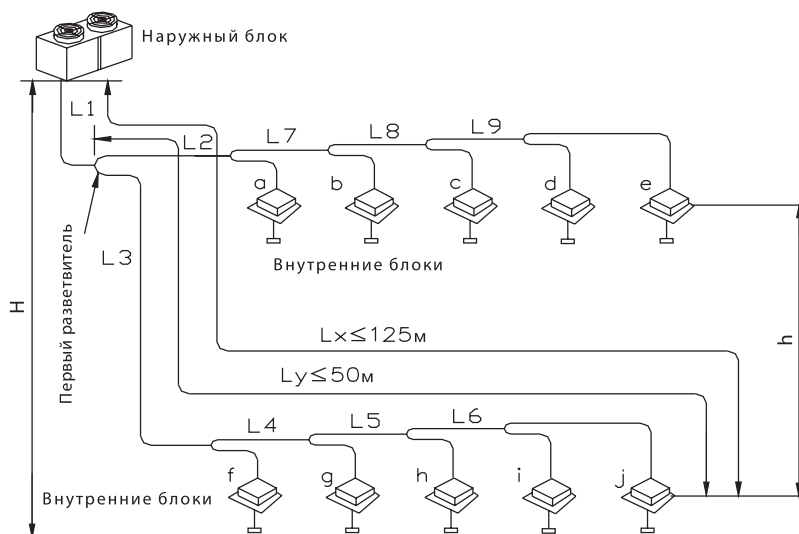 Наружный блок
L1
L2
L7
L8
L9
a
b
c
d
e
Первый разветвитель
L3
Внутренние блоки
H
h
Lx≤125м
Ly≤50м
L4
L5
L6
f
g
h
i
j
Внутренние блоки